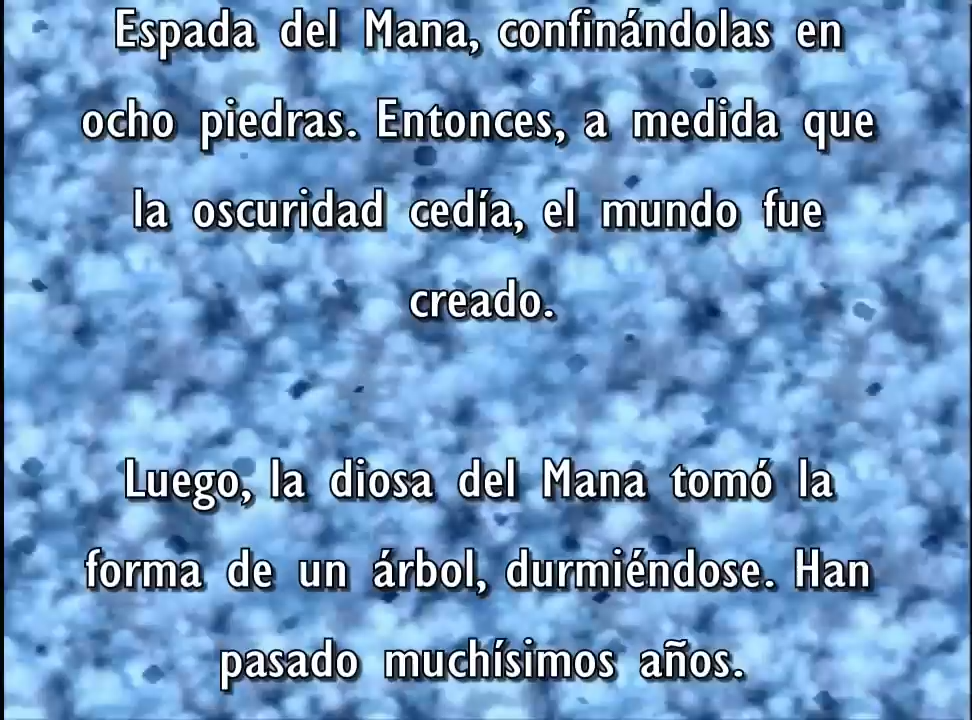 Espada del Mana, confinándolas en
ocho piedras. Entonces, a medida que
la oscuridad cedía, el mundo fue
creado.
Luego, la diosa del Mana tomó la
forma de un árbol, durmiéndose. Han
pasado muchísimos años.